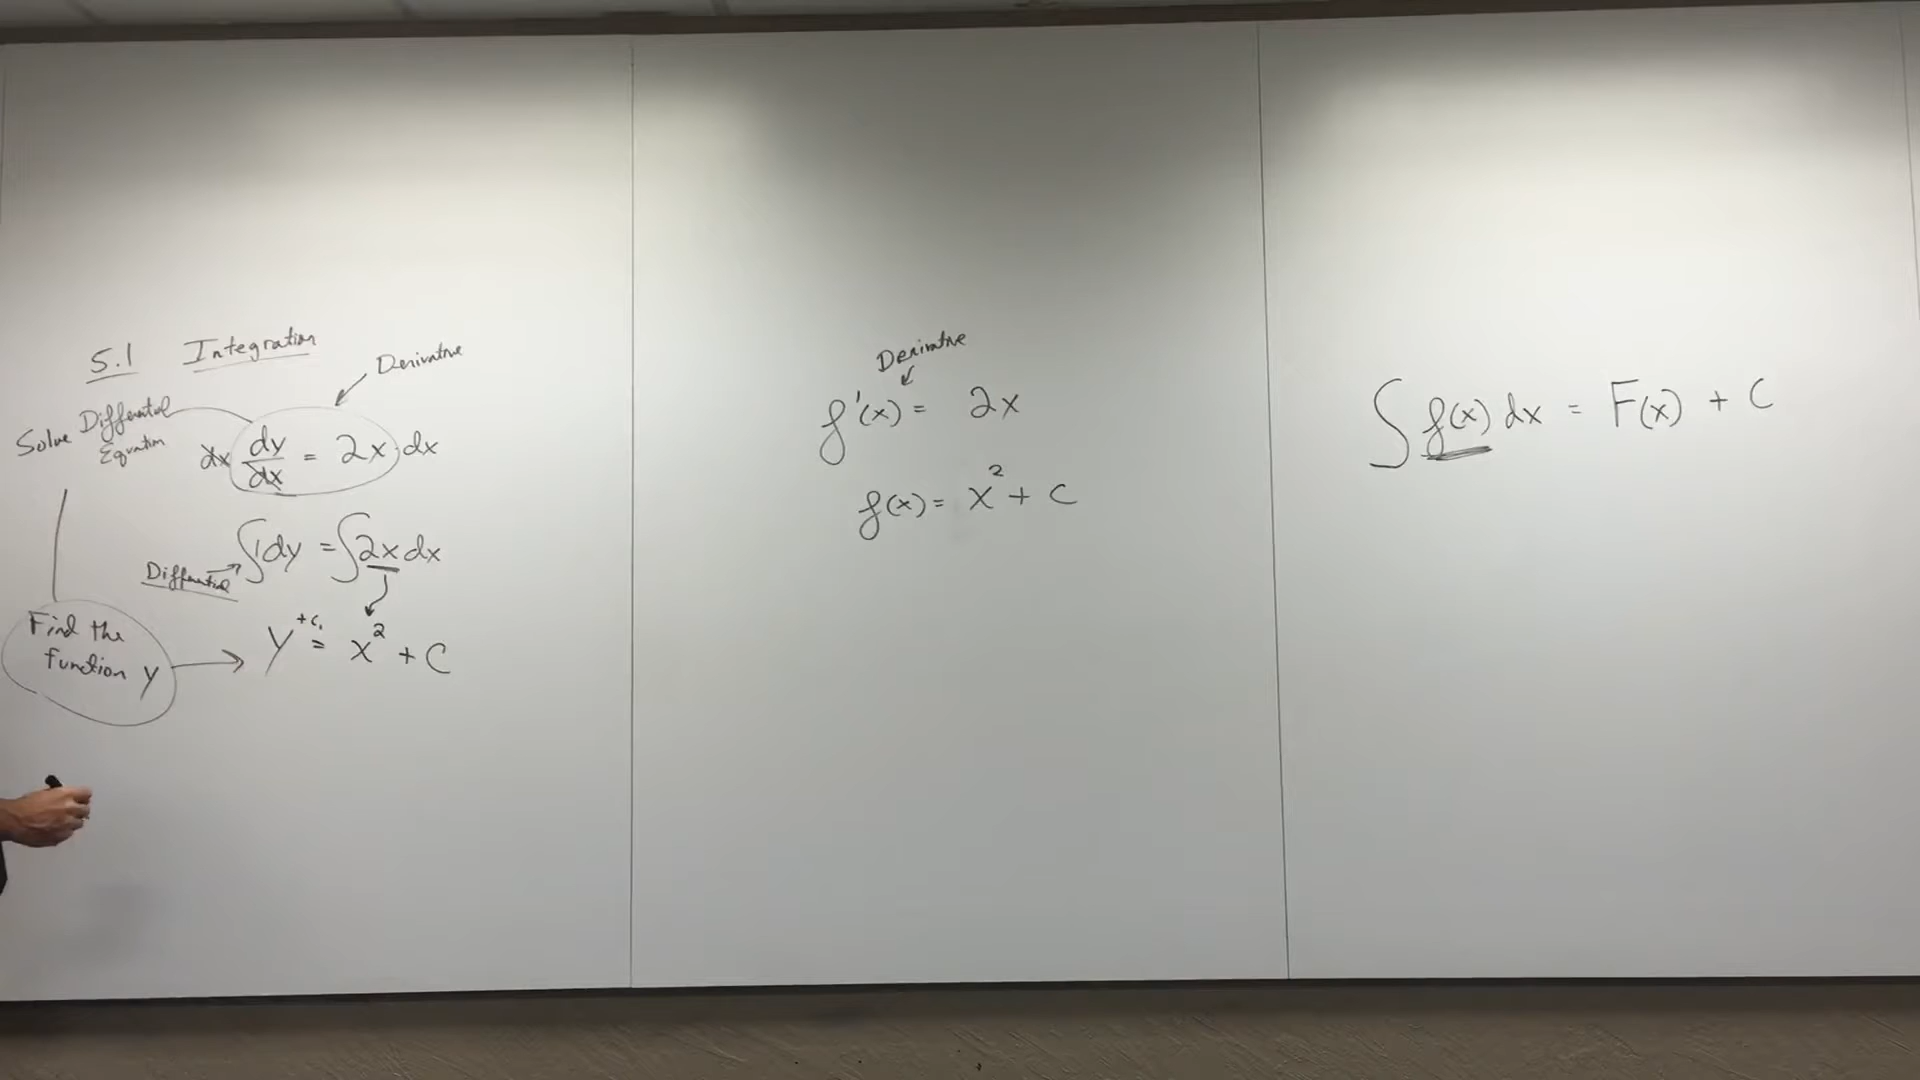 5.1 Integration
Derivative
Solve Differential
Equation
dx dy/dx = 2x dx
Differential
∫1dy = ∫2x dx
Find the
function y
y +C₁ = x² + C
Derivative
f'(x) = 2x
f(x) = x² + C
∫f(x) dx = F(x) + C